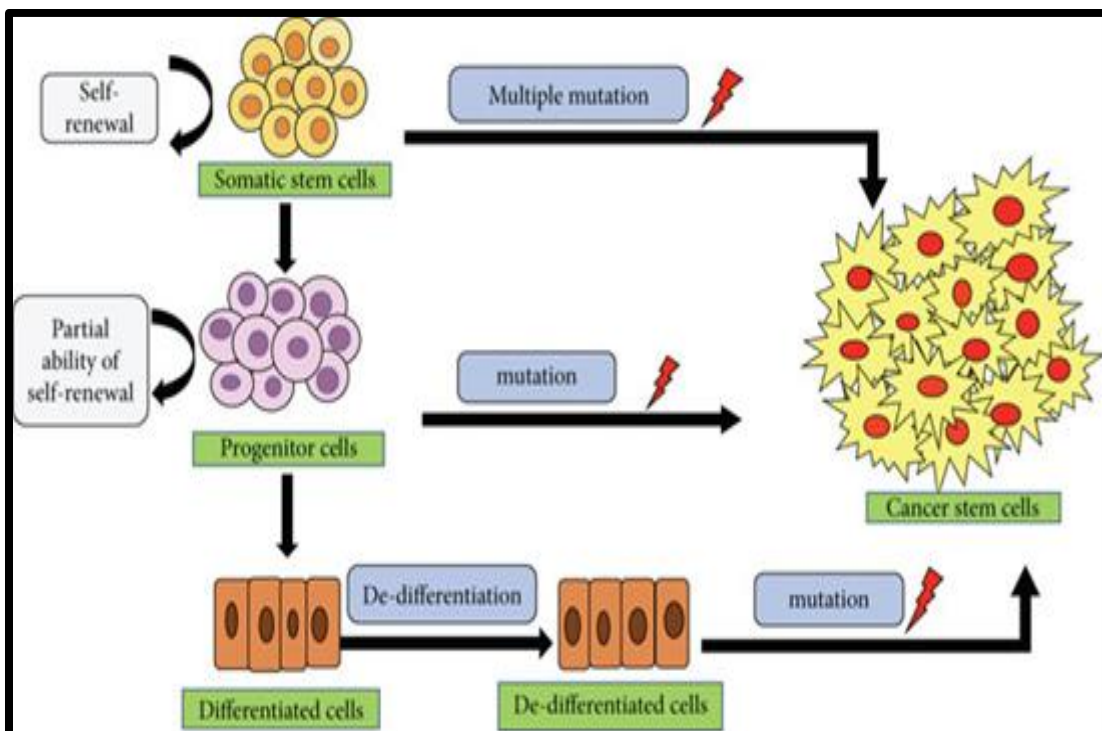 Self-
renewal
Multiple mutation
Somatic stem cells
Partial
ability of
self-renewal
mutation
Progenitor cells
Cancer stem cells
De-differentiation
mutation
Differentiated cells
De-differentiated cells